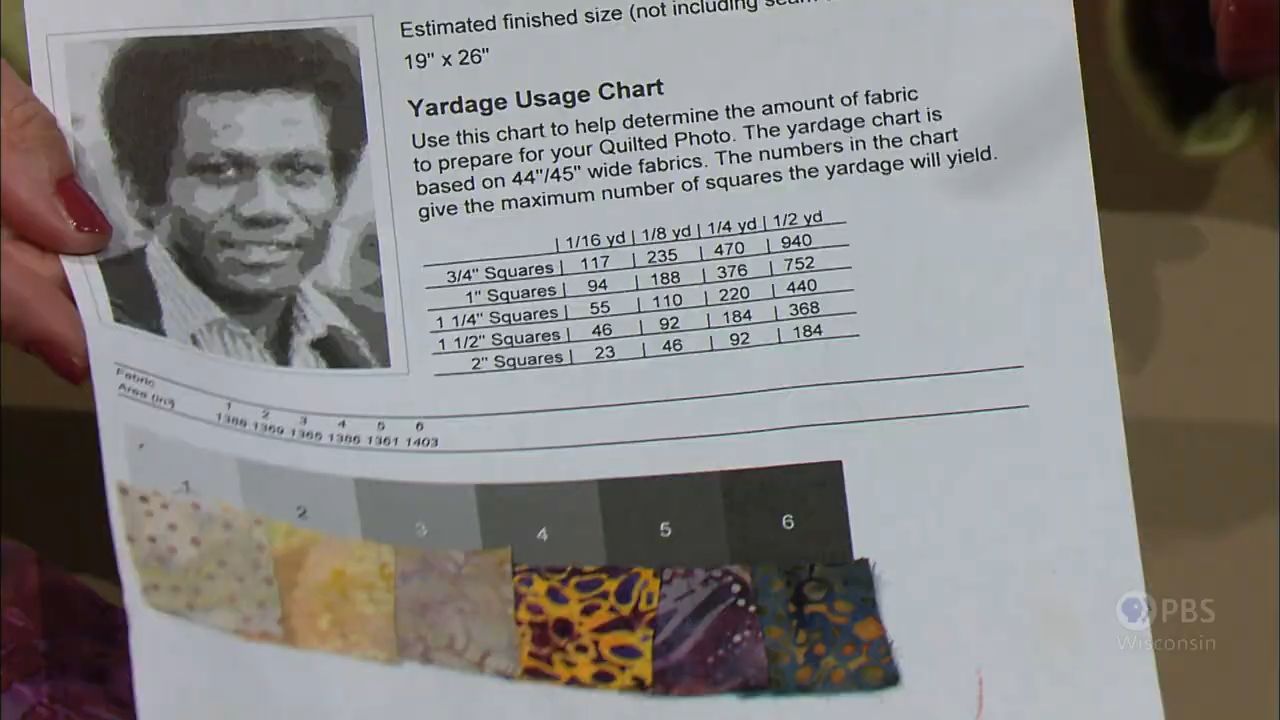 Estimated finished size (not including
19" x 26"
Yardage Usage Chart
Use this chart to help determine the amount of fabric
to prepare for your Quilted Photo. The yardage chart is
based on 44"/45" wide fabrics. The numbers in the chart
give the maximum number of squares the yardage will yield.
| 1/16 yd | 1/8 yd | 1/4 yd | 1/2 yd
3/4" Squares | 117 | 235 | 470 | 940
1" Squares | 94 | 188 | 376 | 752
1 1/4" Squares | 55 | 110 | 220 | 440
1 1/2" Squares | 46 | 92 | 184 | 368
2" Squares | 23 | 46 | 92 | 184
Fabric 1 2 3 4 5 6
Area (in²) 1386 1369 1366 1386 1361 1403
1 2 3 4 5 6
PBS
Wisconsin